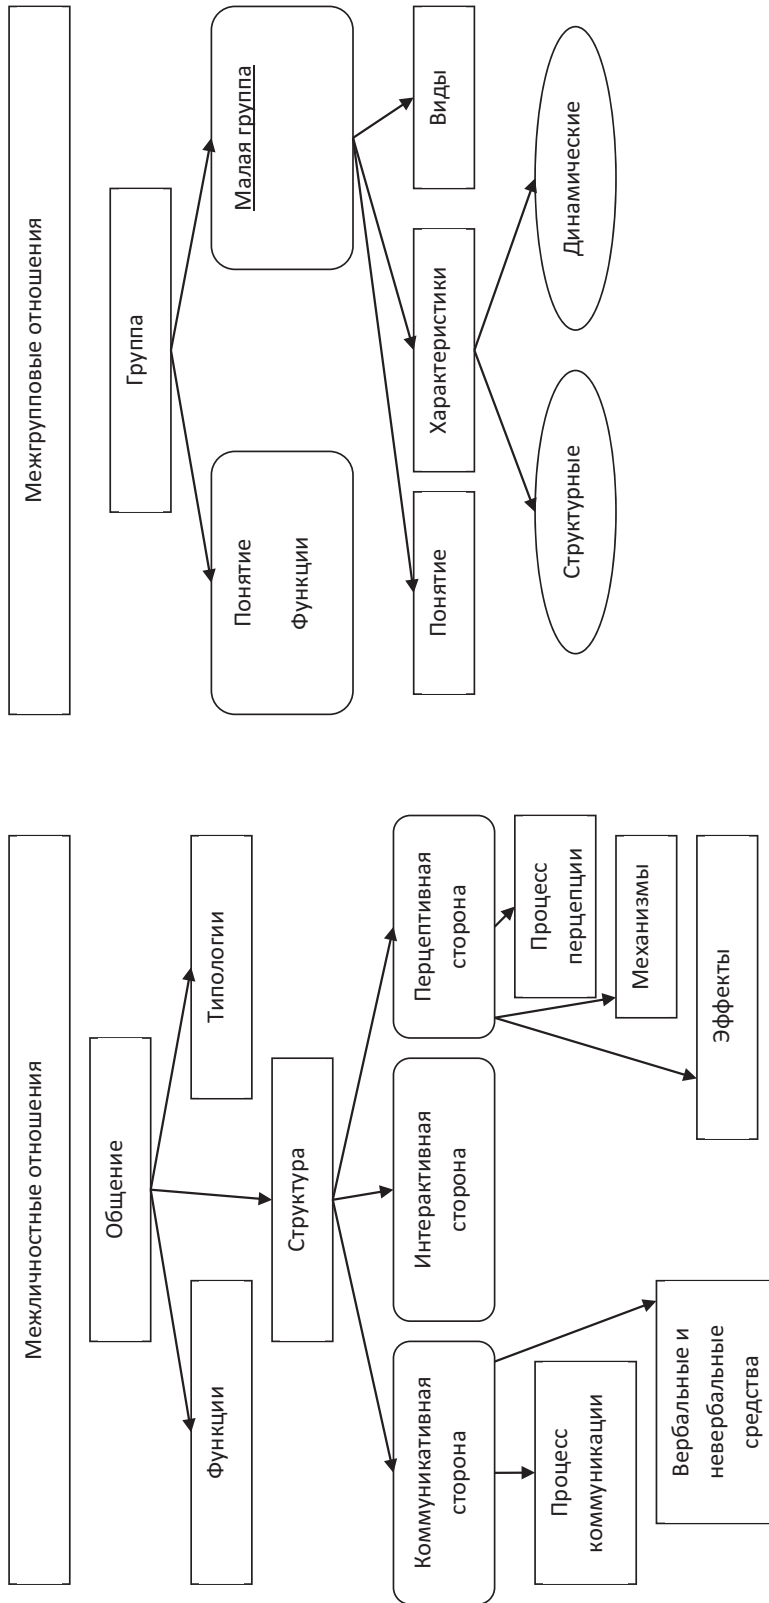 Межличностные отношения
Общение
Функции
Типологии
Структура
Коммуникативная
сторона
Интерактивная
сторона
Перцептивная
сторона
Процесс
коммуникации
Вербальные и
невербальные
средства
Процесс
перцепции
Механизмы
Эффекты
Межгрупповые отношения
Группа
Понятие
Функции
Малая группа
Понятие
Характеристики
Виды
Структурные
Динамические